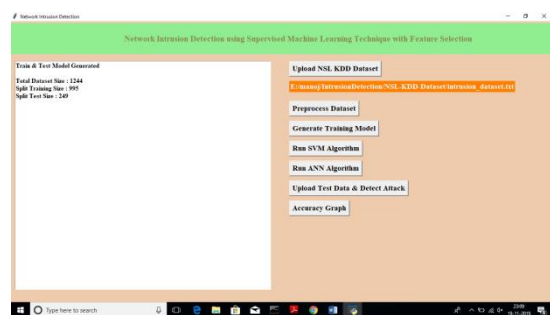 Network Intrusion Detection
Network Intrusion Detection using Supervised Machine Learning Technique with Feature Selection
Train & Test Model Generated
Total Dataset Size : 1244
Split Training Size : 995
Split Test Size : 249
Upload NSL KDD Dataset
E:/manoj/IntrusionDetection/NSL-KDD-Dataset/intrusion_dataset.txt
Preprocess Dataset
Generate Training Model
Run SVM Algorithm
Run ANN Algorithm
Upload Test Data & Detect Attack
Accuracy Graph
Type here to search
23:09